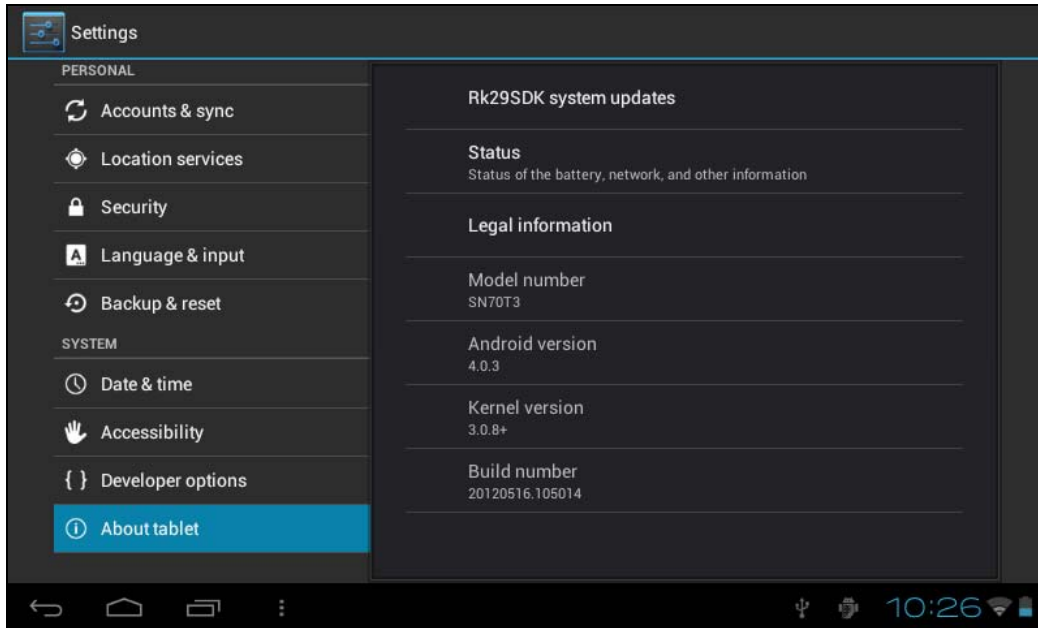 Settings
PERSONAL
Accounts & sync
Location services
Security
Language & input
Backup & reset
SYSTEM
Date & time
Accessibility
{ } Developer options
About tablet
Rk29SDK system updates
Status
Status of the battery, network, and other information
Legal information
Model number
SN70T3
Android version
4.0.3
Kernel version
3.0.8+
Build number
20120516.105014
10:26